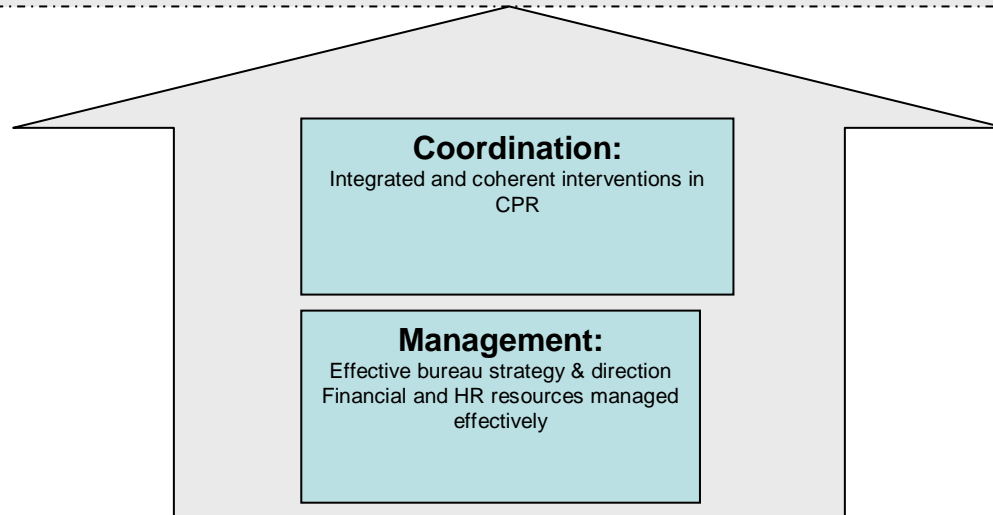 Coordination:
Integrated and coherent interventions in
CPR
Management:
Effective bureau strategy & direction
Financial and HR resources managed
effectively